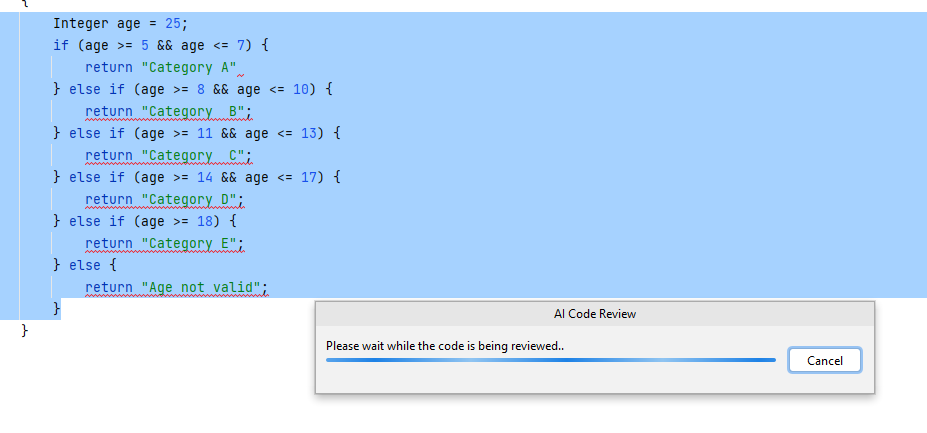 {
Integer age = 25;
if (age >= 5 && age <= 7) {
return "Category A"
} else if (age >= 8 && age <= 10) {
return "Category  B";
} else if (age >= 11 && age <= 13) {
return "Category  C";
} else if (age >= 14 && age <= 17) {
return "Category D";
} else if (age >= 18) {
return "Category E";
} else {
return "Age not valid";
}
}
AI Code Review
Please wait while the code is being reviewed..
Cancel